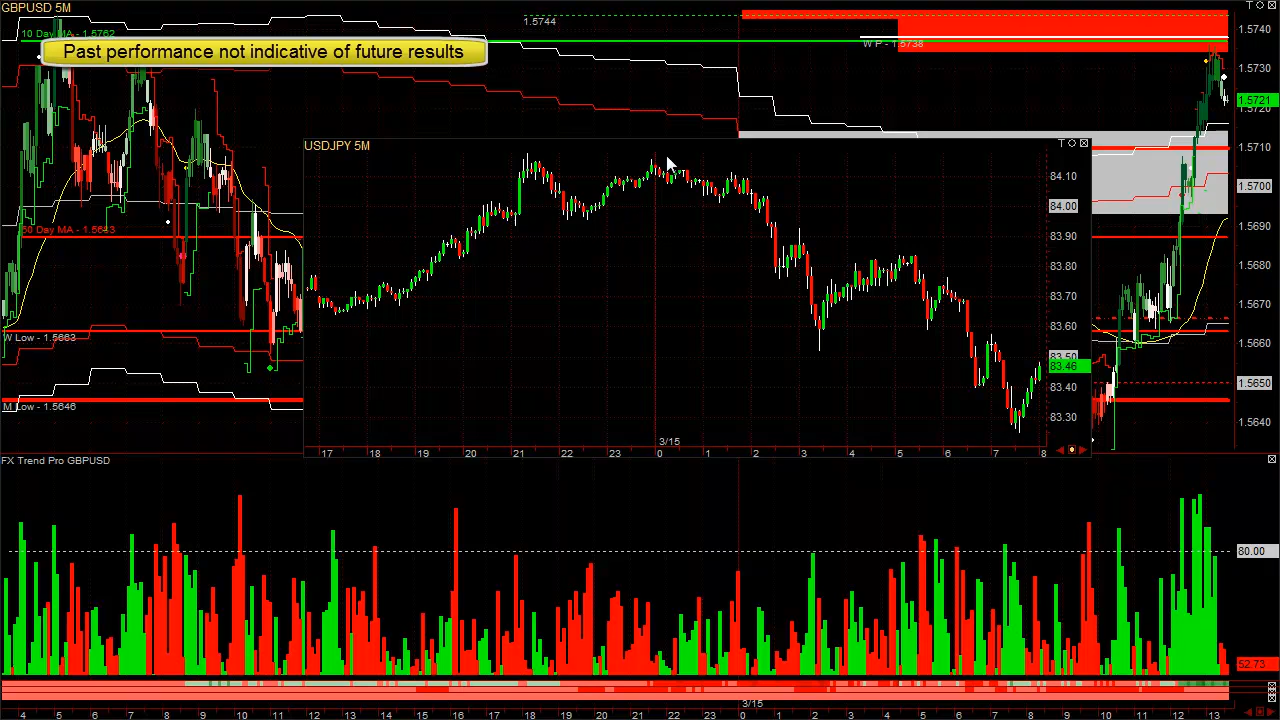 GBPUSD 5M
T
10 Day MA - 1.5762
1.5744
Past performance not indicative of future results
W P - 1.5738
1.5740
1.5730
1.5721
1.5720
1.5710
1.5700
1.5690
1.5680
1.5670
1.5660
1.5650
1.5640
USDJPY 5M
T
84.10
84.00
83.90
83.80
83.70
83.60
83.50
83.46
83.40
83.30
W Low - 1.5663
M Low - 1.5646
3/15
17 18 19 20 21 22 23 0 1 2 3 4 5 6 7 8
FX Trend Pro GBPUSD
80.00
52.73
3/15
4 5 6 7 8 9 10 11 12 13 14 15 16 17 18 19 20 21 22 23 0 1 2 3 4 5 6 7 8 9 10 11 12 13